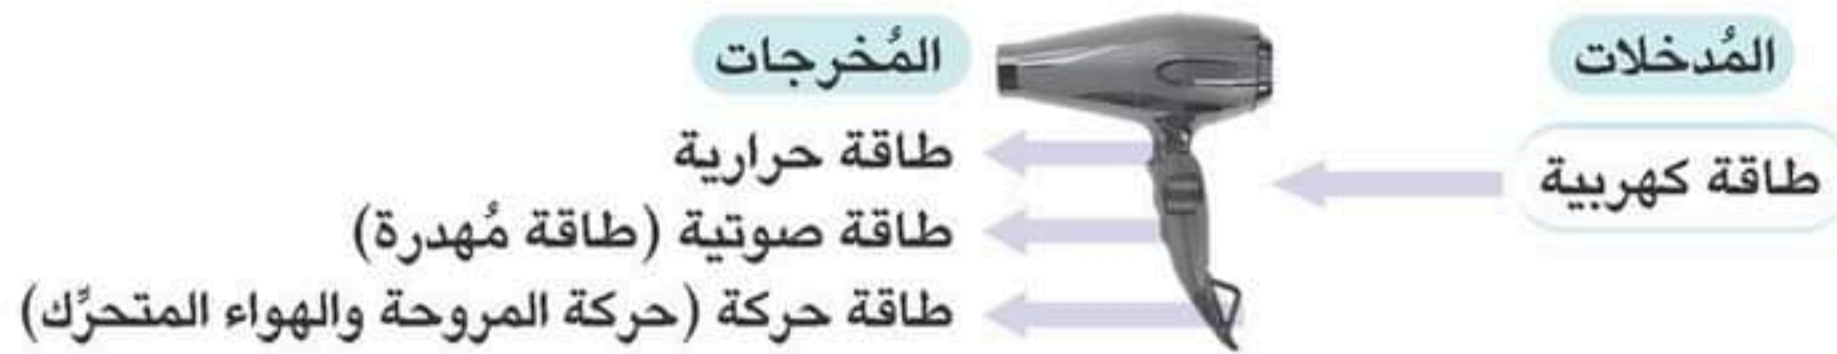 المُدخلات
طاقة كهربية
المُخرجات
طاقة حرارية
طاقة صوتية (طاقة مُهدرة)
طاقة حركة (حركة المروحة والهواء المتحرِّك)